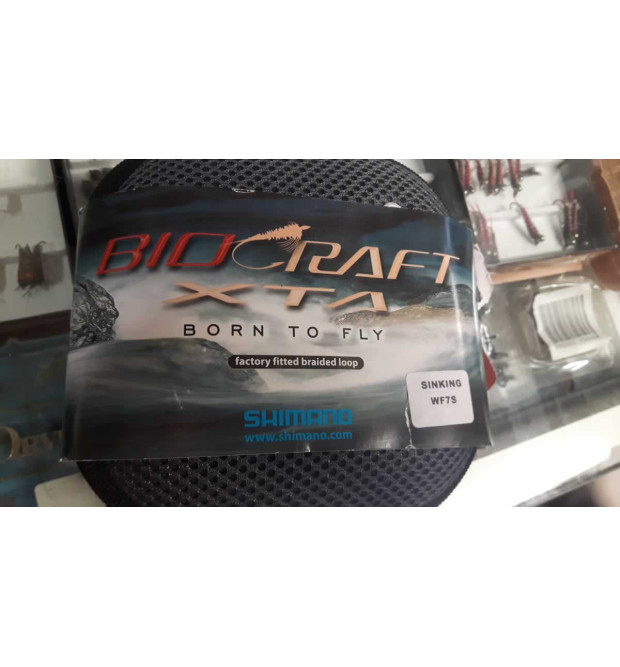 BIOCRAFT
XTA
BORN TO FLY
factory fitted braided loop
SINKING
WF7S
SHIMANO
www.shimano.com